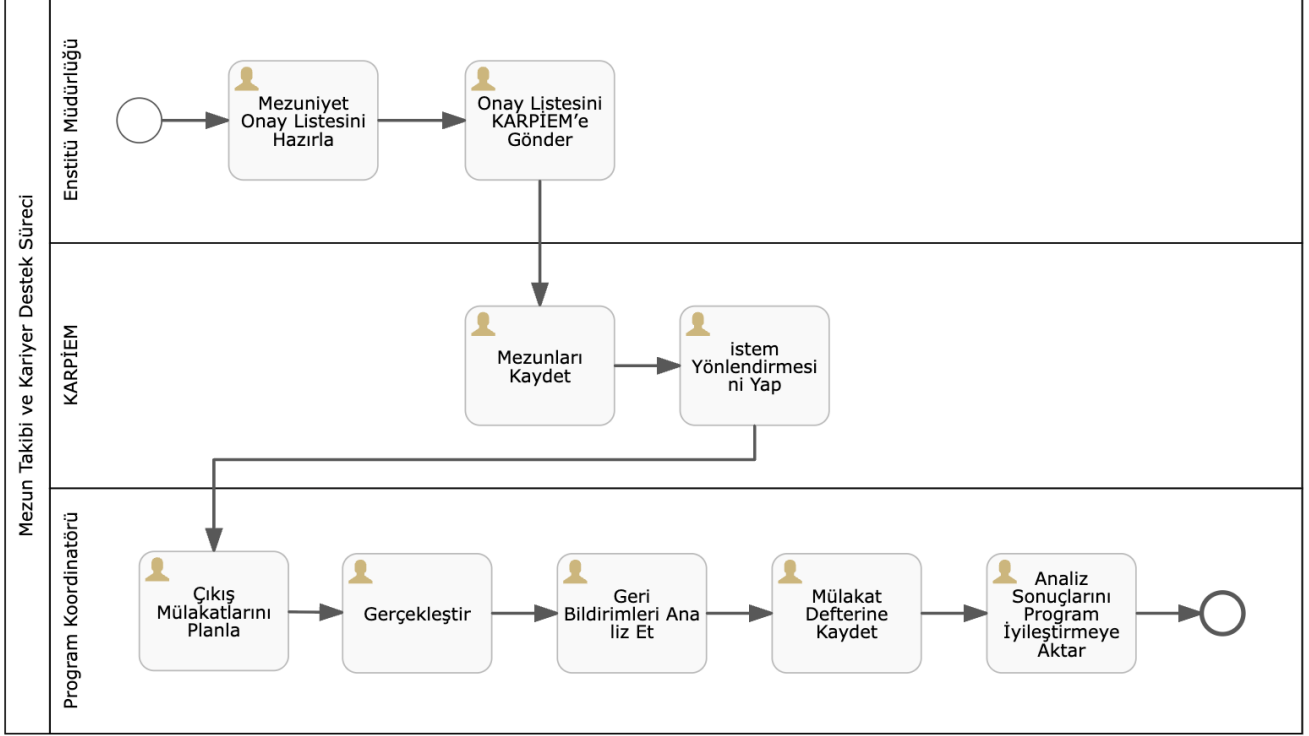 Mezun Takibi ve Kariyer Destek Süreci
Enstitü Müdürlüğü
Mezuniyet
Onay Listesini
Hazırla
Onay Listesini
KARPİEM’e
Gönder
KARPİEM
Mezunları
Kaydet
istem
Yönlendirmesi
ni Yap
Program Koordinatörü
Çıkış
Mülakatlarını
Planla
Gerçekleştir
Geri
Bildirimleri Ana
liz Et
Mülakat
Defterine
Kaydet
Analiz
Sonuçlarını
Program
İyileştirmeye
Aktar